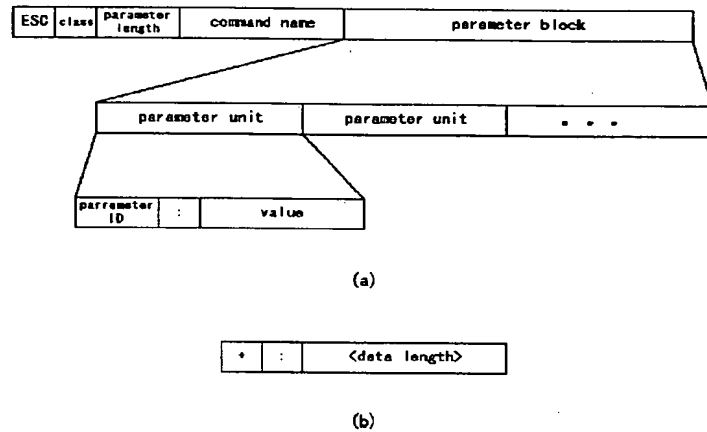 ESC class parameter length command name parameter block
parameter unit parameter unit . . .
parrameter ID : value
(a)
+ : <data length>
(b)